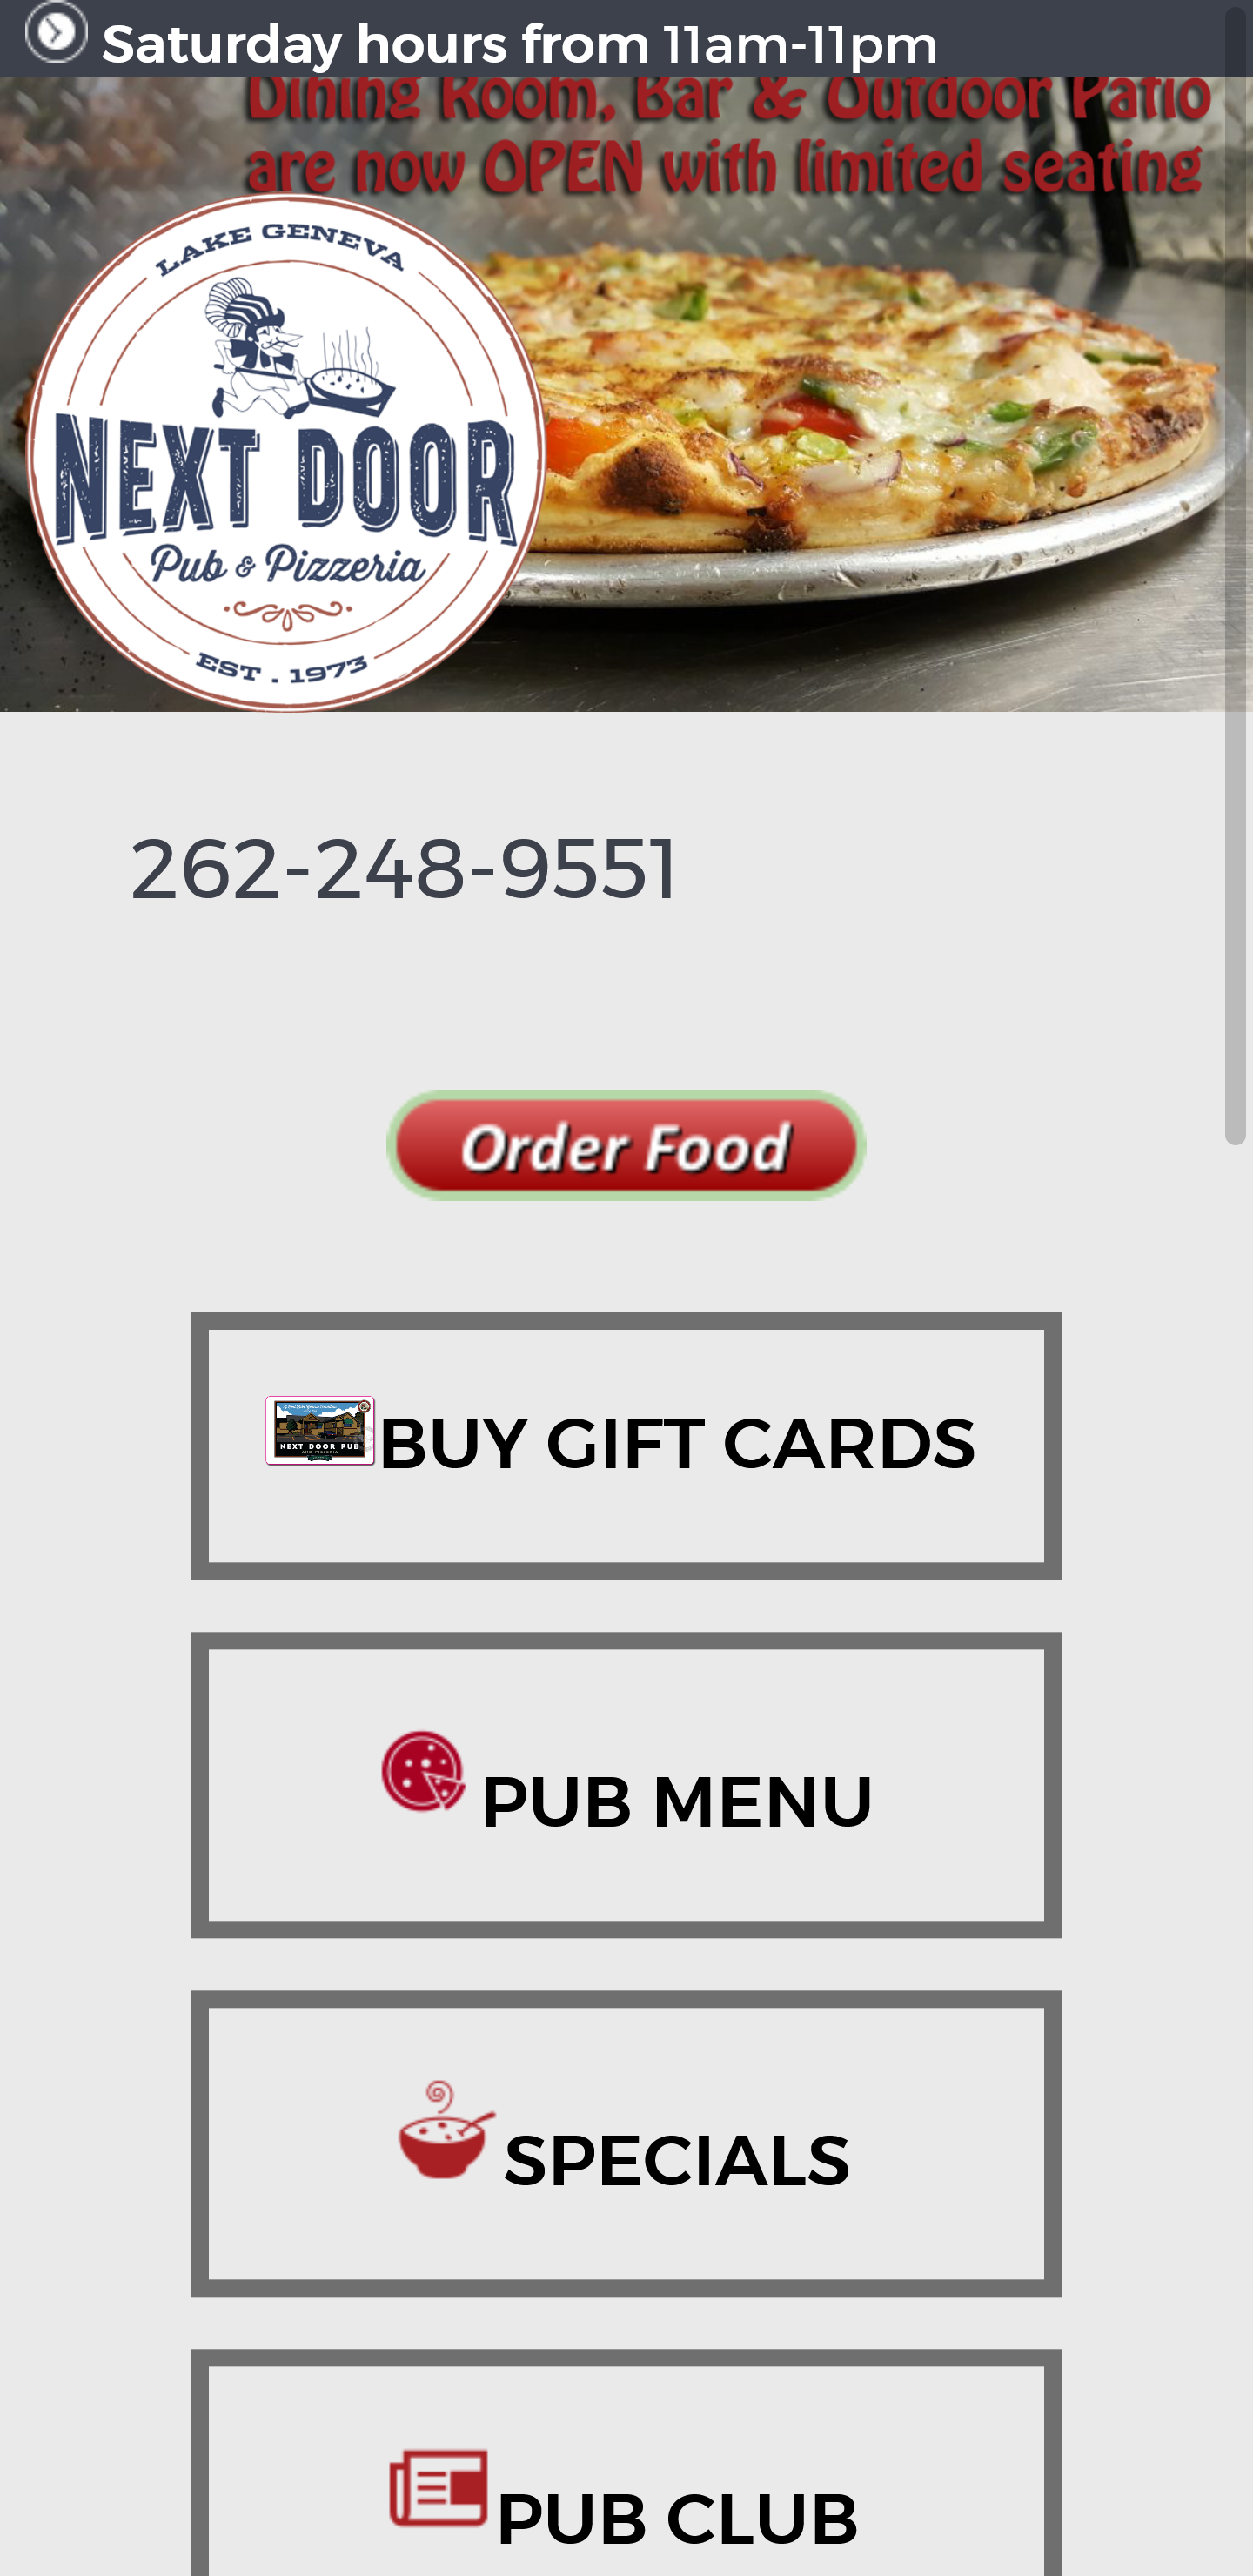 Saturday hours from 11am-11pm
Dining Room, Bar & Outdoor Patio
are now OPEN with limited seating
LAKE GENEVA
NEXT DOOR
Pub & Pizzeria
EST . 1973
262-248-9551
Order Food
NEXT DOOR PUB
AND PIZZERIA
BUY GIFT CARDS
PUB MENU
SPECIALS
PUB CLUB